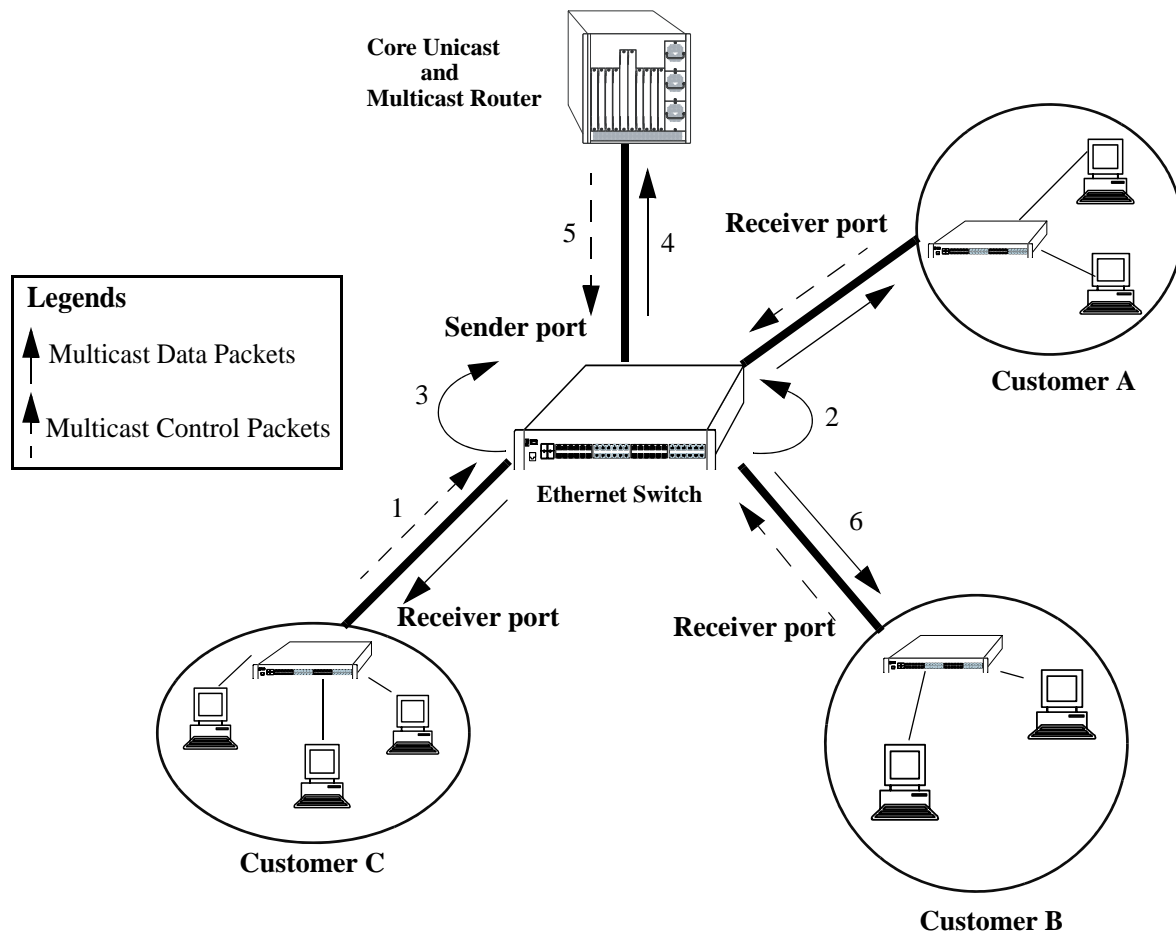 Core Unicast
and
Multicast Router
5
4
Receiver port
Legends
Multicast Data Packets
Multicast Control Packets
Sender port
Customer A
3
2
Ethernet Switch
1
6
Receiver port
Receiver port
Customer C
Customer B